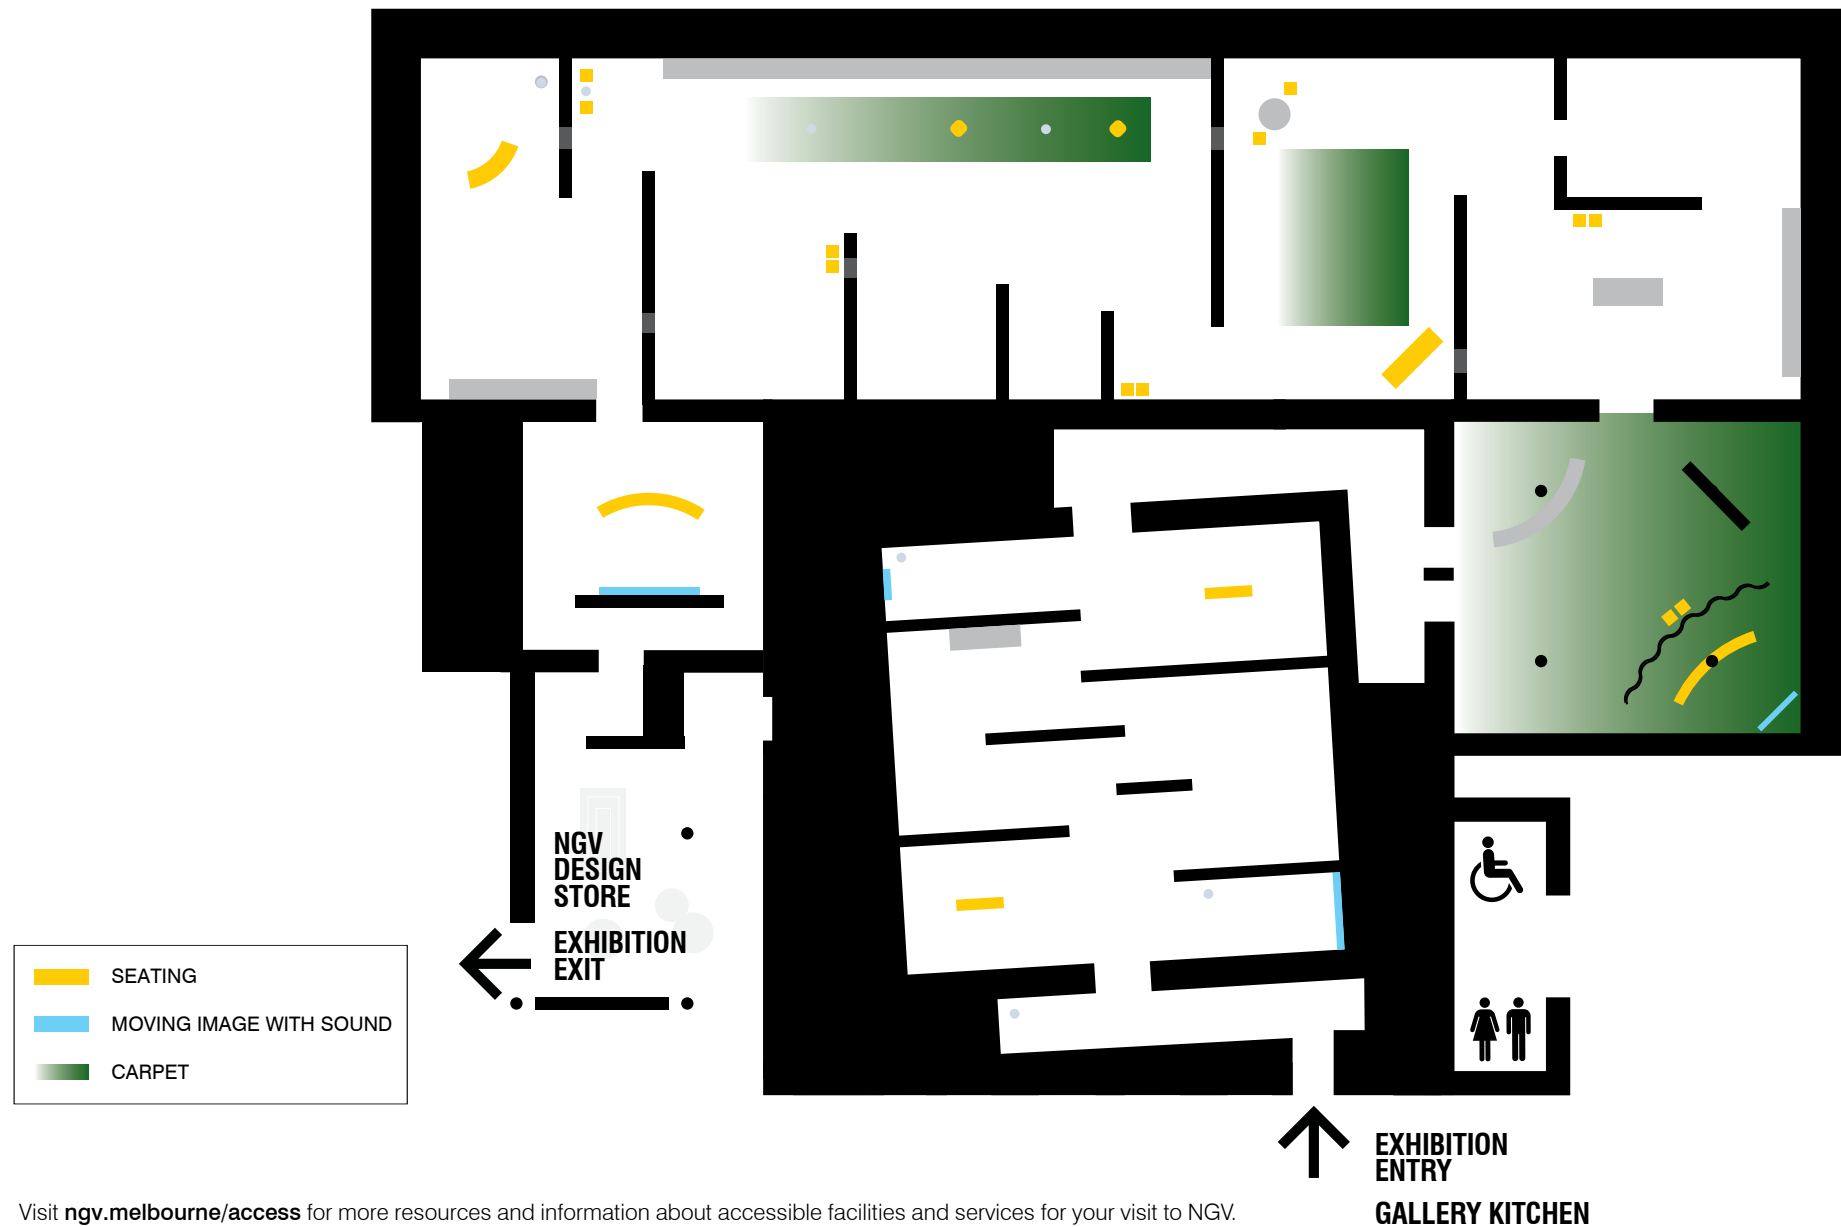 NGV
DESIGN
STORE
EXHIBITION
EXIT
SEATING
MOVING IMAGE WITH SOUND
CARPET
EXHIBITION
ENTRY
GALLERY KITCHEN
Visit ngv.melbourne/access for more resources and information about accessible facilities and services for your visit to NGV.